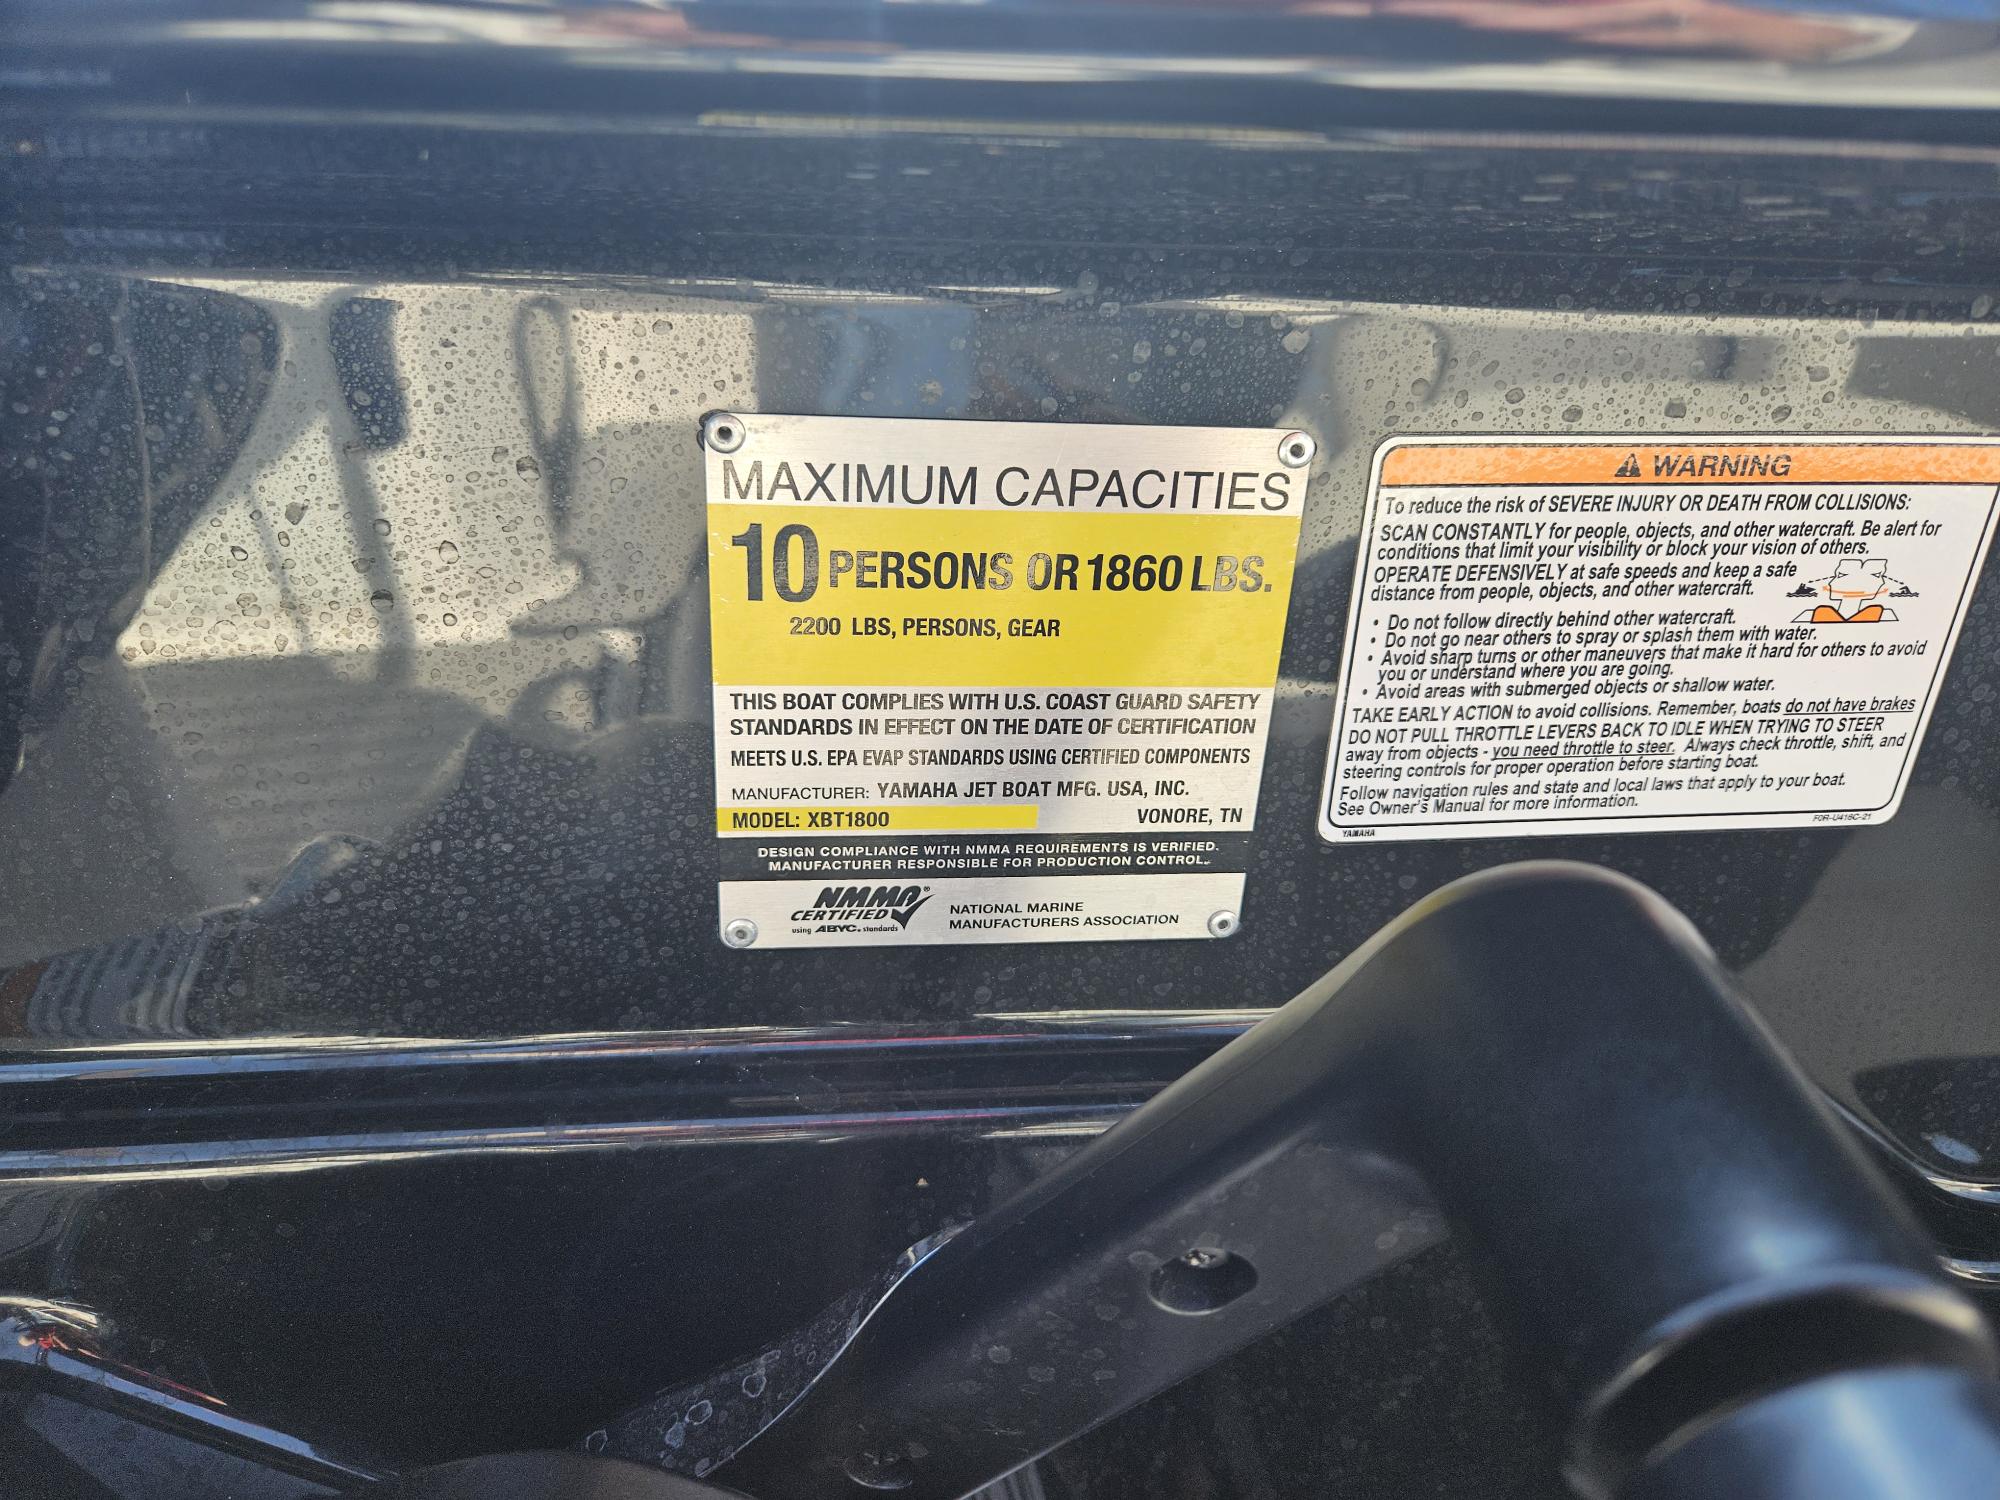 MAXIMUM CAPACITIES
10 PERSONS OR 1860 LBS.
2200 LBS, PERSONS, GEAR
THIS BOAT COMPLIES WITH U.S. COAST GUARD SAFETY
STANDARDS IN EFFECT ON THE DATE OF CERTIFICATION
MEETS U.S. EPA EVAP STANDARDS USING CERTIFIED COMPONENTS
MANUFACTURER: YAMAHA JET BOAT MFG. USA, INC.
MODEL: XBT1800 VONORE, TN
DESIGN COMPLIANCE WITH NMMA REQUIREMENTS IS VERIFIED.
MANUFACTURER RESPONSIBLE FOR PRODUCTION CONTROL.
NMMA®
CERTIFIED
using ABYC. standards
NATIONAL MARINE
MANUFACTURERS ASSOCIATION
WARNING
To reduce the risk of SEVERE INJURY OR DEATH FROM COLLISIONS:
SCAN CONSTANTLY for people, objects, and other watercraft. Be alert for
conditions that limit your visibility or block your vision of others.
OPERATE DEFENSIVELY at safe speeds and keep a safe
distance from people, objects, and other watercraft.
• Do not follow directly behind other watercraft.
• Do not go near others to spray or splash them with water.
• Avoid sharp turns or other maneuvers that make it hard for others to avoid
you or understand where you are going.
• Avoid areas with submerged objects or shallow water.
TAKE EARLY ACTION to avoid collisions. Remember, boats do not have brakes
DO NOT PULL THROTTLE LEVERS BACK TO IDLE WHEN TRYING TO STEER
away from objects - you need throttle to steer. Always check throttle, shift, and
steering controls for proper operation before starting boat.
Follow navigation rules and state and local laws that apply to your boat.
See Owner's Manual for more information.
YAMAHA F0R-U416C-21